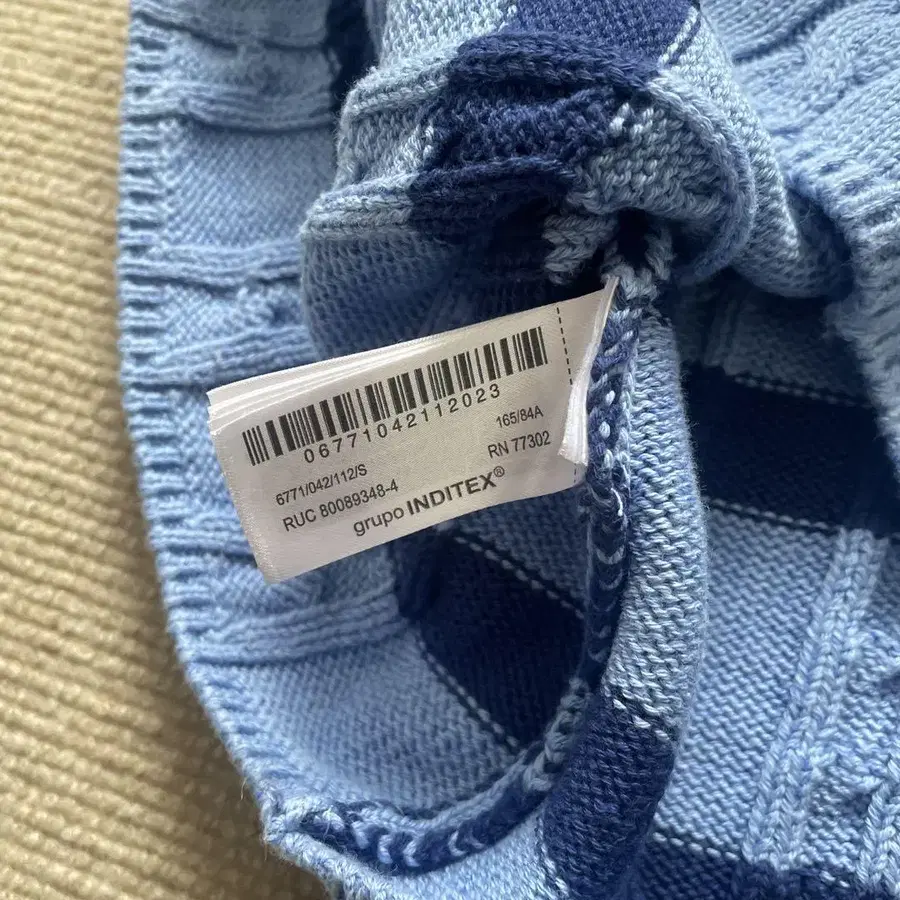 06771042112023
6771/042/112/S 165/84A
RUC 80089348-4 RN 77302
grupo INDITEX®